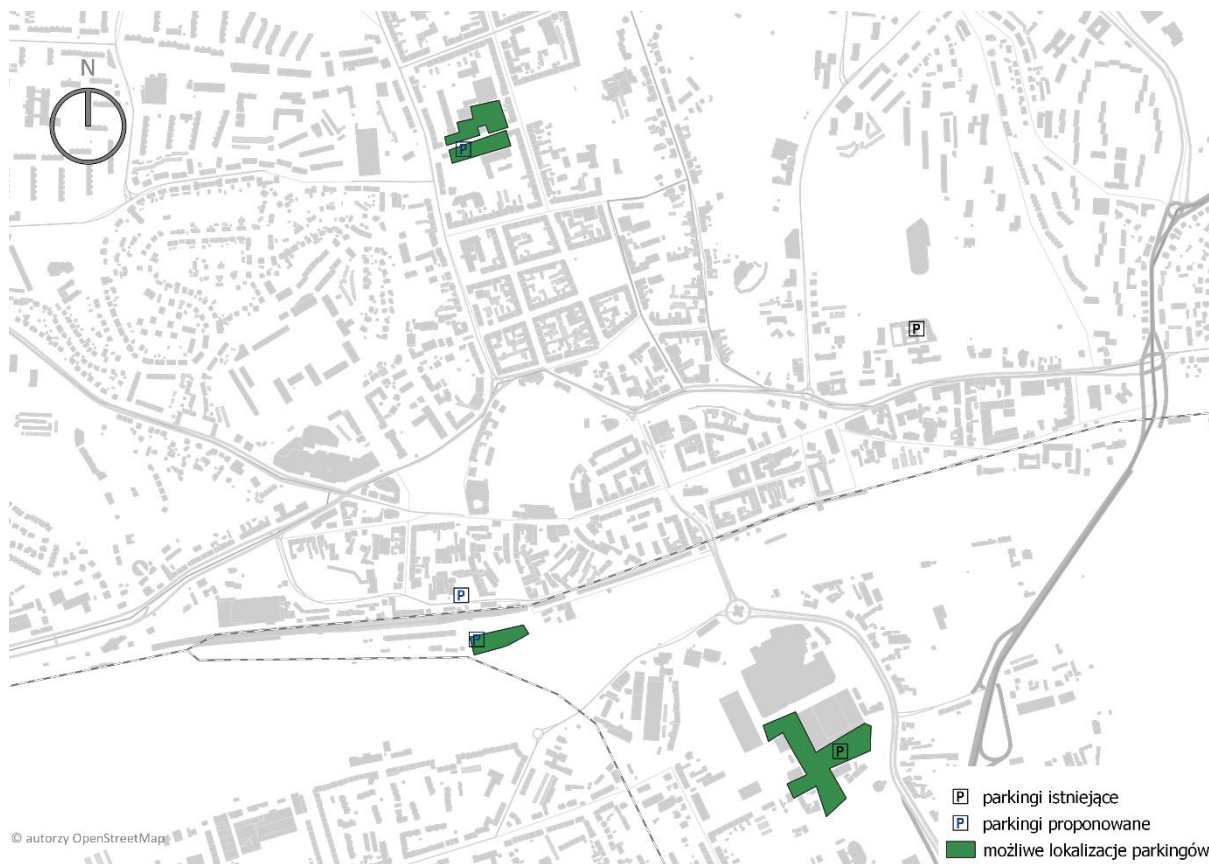 N
P
P
P
P
P
P parkingi istniejące
P parkingi proponowane
możliwe lokalizacje parkingów
© autorzy OpenStreetMap